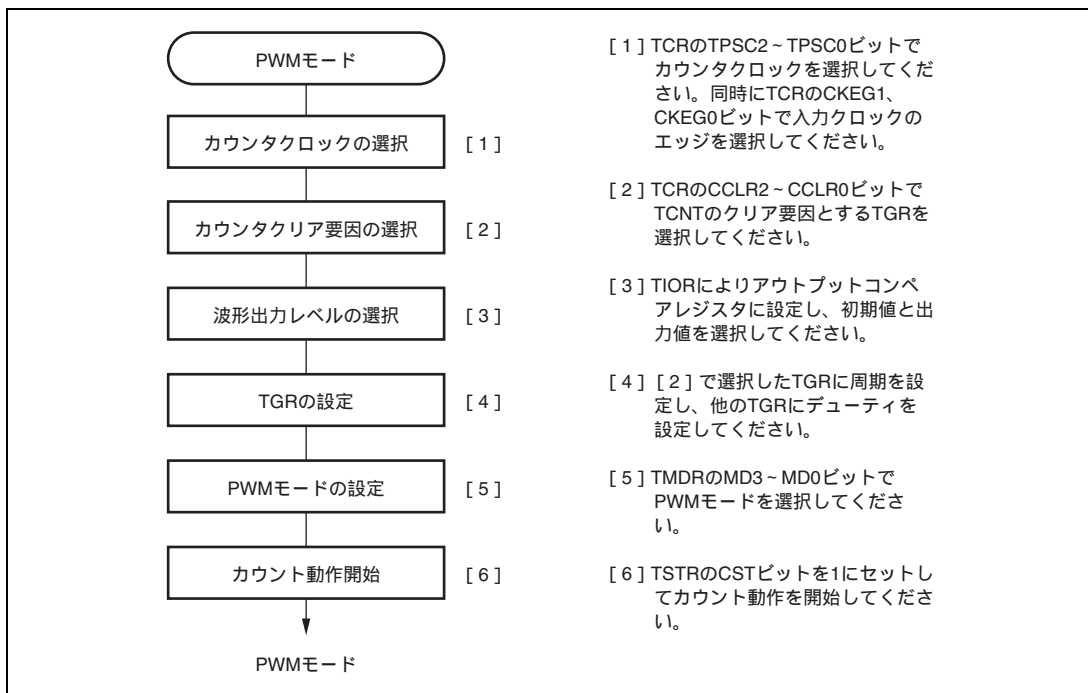 PWMモード
カウンタクロックの選択 [1]
カウンタクリア要因の選択 [2]
波形出力レベルの選択 [3]
TGRの設定 [4]
PWMモードの設定 [5]
カウント動作開始 [6]
PWMモード
[1] TCRのTPSC2~TPSC0ビットで
カウンタクロックを選択してくだ
さい。同時にTCRのCKEG1、
CKEG0ビットで入力クロックの
エッジを選択してください。
[2] TCRのCCLR2~CCLR0ビットで
TCNTのクリア要因とするTGRを
選択してください。
[3] TIORによりアウトプットコンペ
アレジスタに設定し、初期値と出
力値を選択してください。
[4] [2]で選択したTGRに周期を設
定し、他のTGRにデューティを
設定してください。
[5] TMDRのMD3~MD0ビットで
PWMモードを選択してくださ
い。
[6] TSTRのCSTビットを1にセットし
てカウント動作を開始してくださ
い。